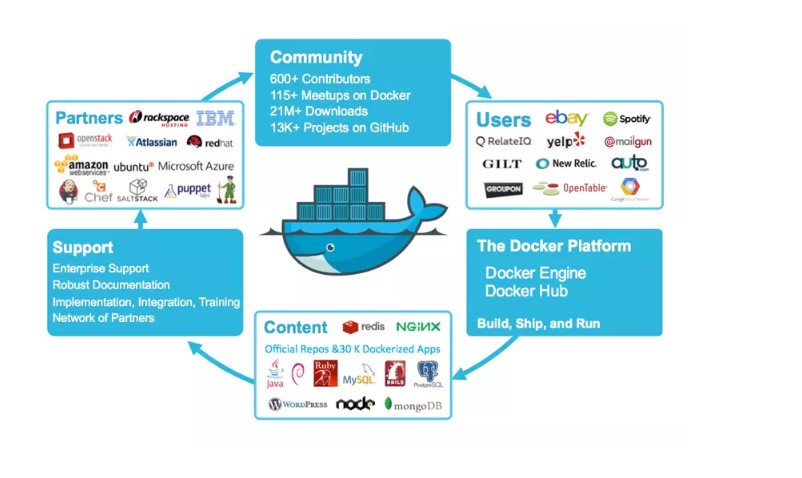 Community
600+ Contributors
115+ Meetups on Docker
21M+ Downloads
13K+ Projects on GitHub
Partners
rackspace
HOSTING
IBM
openstack
Atlassian
redhat
amazon
webservices™
ubuntu
Microsoft Azure
Chef
SALTSTACK
puppet
labs
Users
ebay
Spotify
RelateIQ
yelp
@mailgun
GILT
New Relic.
auto
.com
GROUPON
OpenTable
Support
Enterprise Support
Robust Documentation
Implementation, Integration, Training
Network of Partners
The Docker Platform
Docker Engine
Docker Hub
Build, Ship, and Run
Content
redis
NGINX
Official Repos &30 K Dockerized Apps
Java
Ruby
MySQL
RAILS
PostgreSQL
WORDPRESS
node
mongoDB